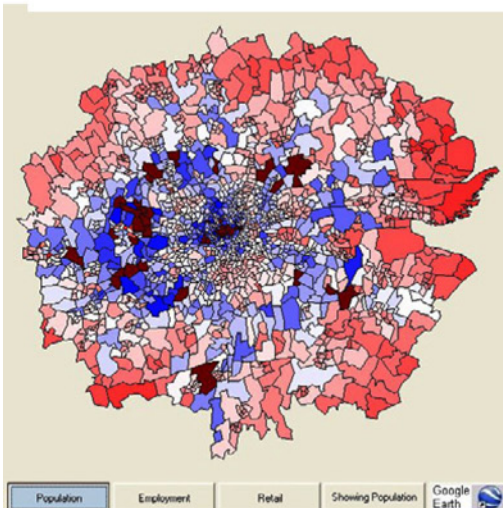 Population
Employment
Retail
Showing Population
Google
Earth